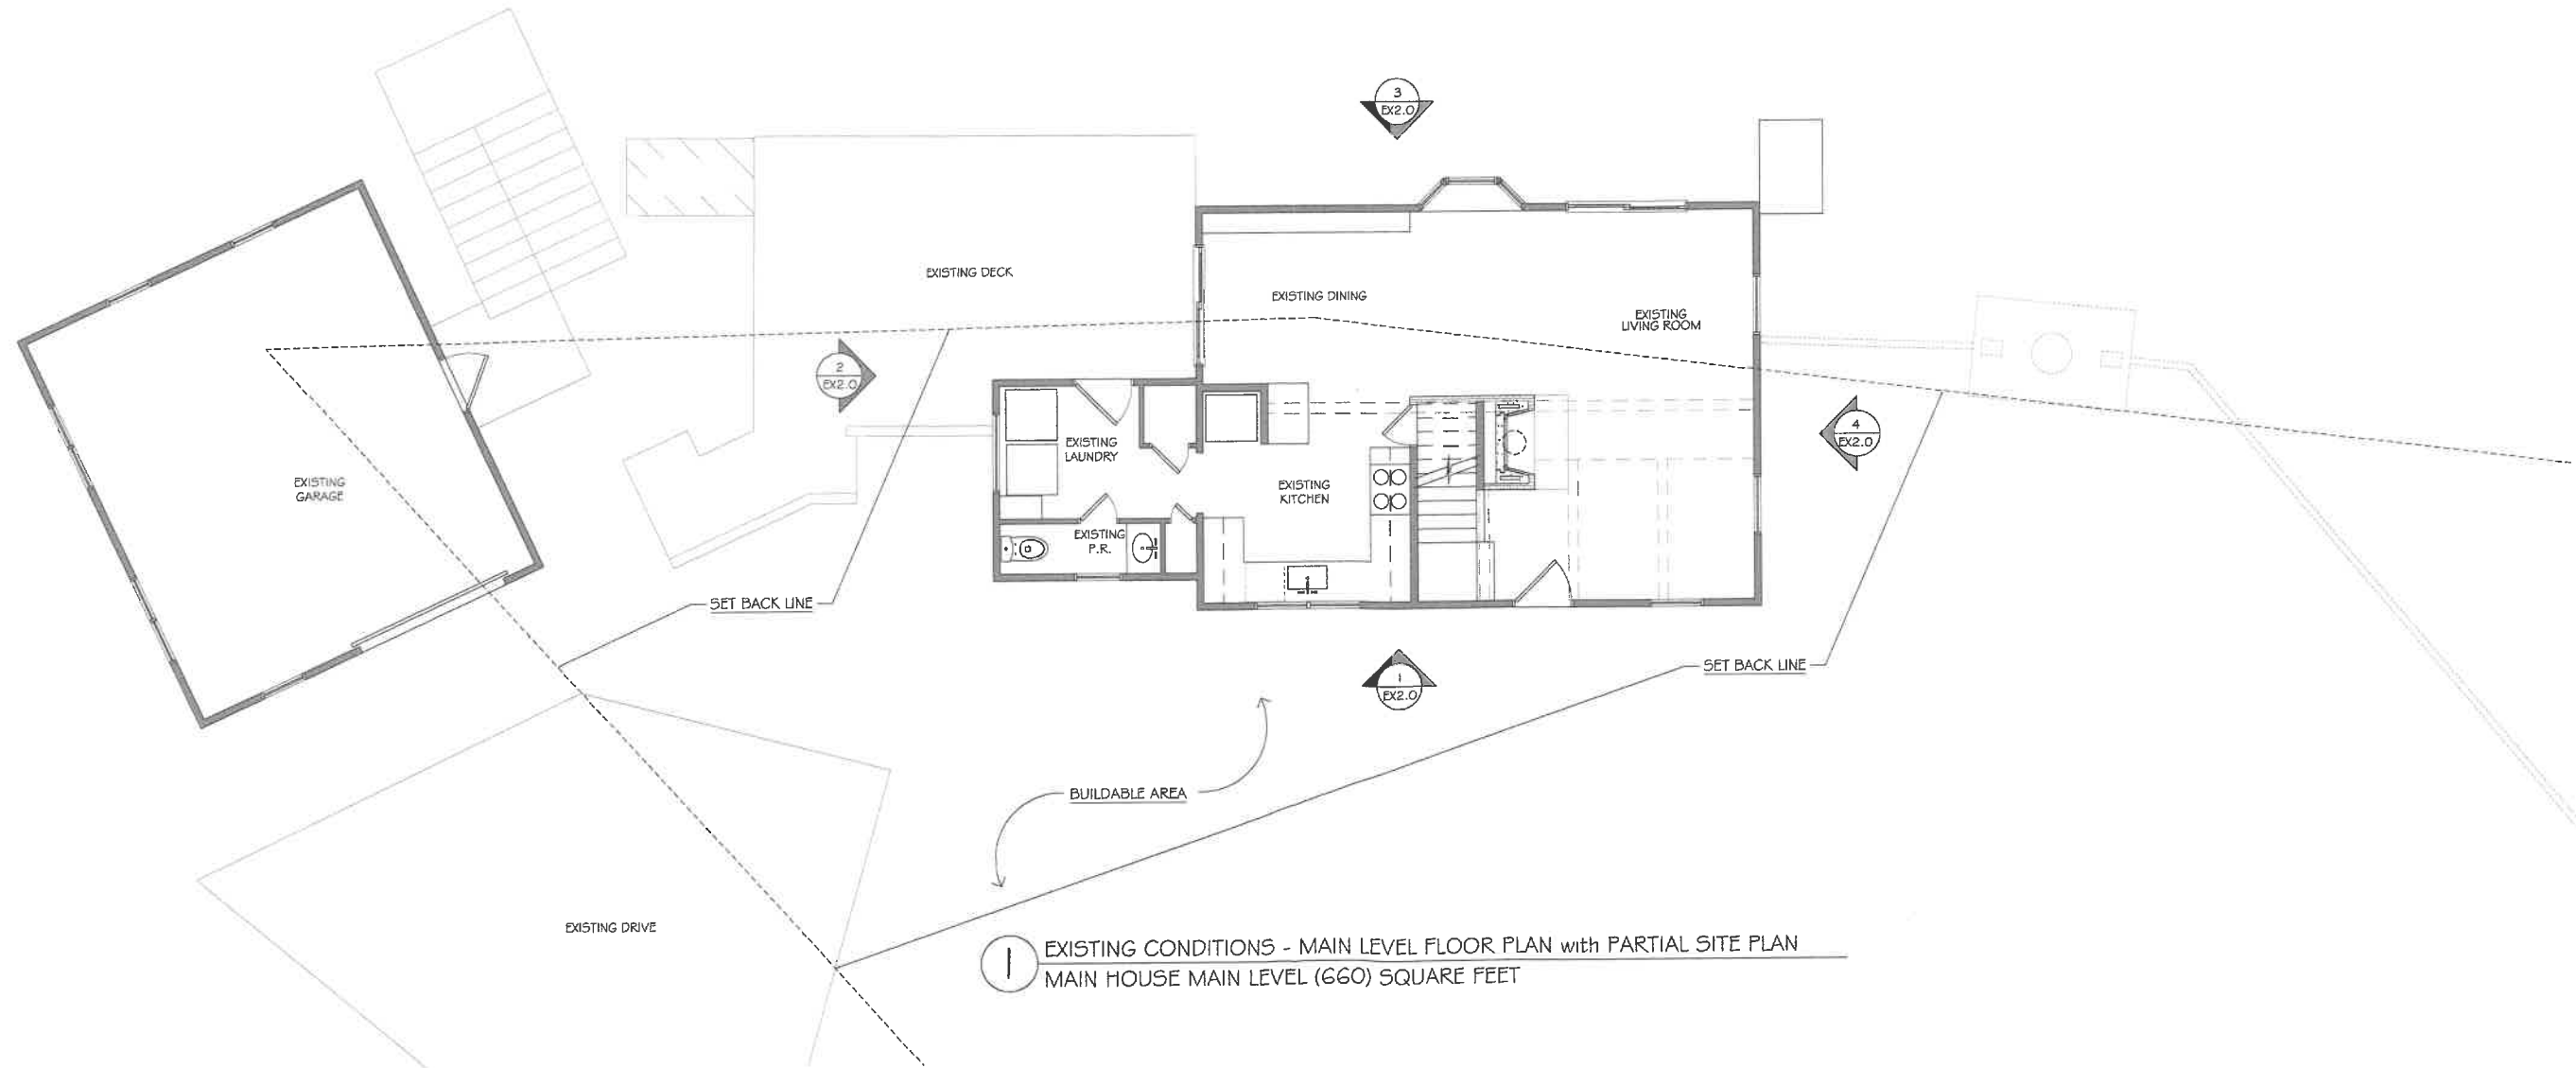 3
EX2.0
EXISTING DECK
EXISTING DINING
EXISTING
LIVING ROOM
2
EX2.0
4
EX2.0
EXISTING
LAUNDRY
EXISTING
GARAGE
EXISTING
KITCHEN
EXISTING
P.R.
SET BACK LINE
SET BACK LINE
1
EX2.0
BUILDABLE AREA
EXISTING DRIVE
1
EXISTING CONDITIONS - MAIN LEVEL FLOOR PLAN with PARTIAL SITE PLAN
MAIN HOUSE MAIN LEVEL (660) SQUARE FEET